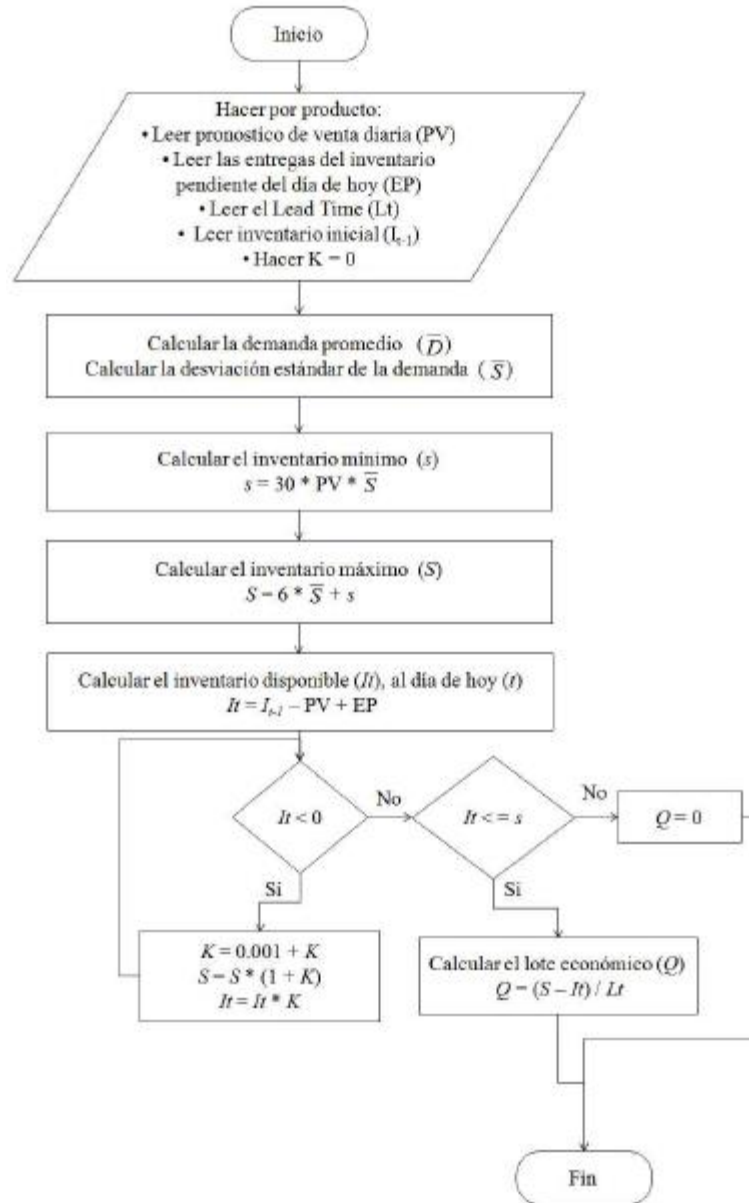 Inicio
Hacer por producto:
• Leer pronostico de venta diaria (PV)
• Leer las entregas del inventario
pendiente del día de hoy (EP)
• Leer el Lead Time (Lt)
• Leer inventario inicial (I_{t-1})
• Hacer K = 0
Calcular la demanda promedio (D̅)
Calcular la desviación estándar de la demanda (S̅)
Calcular el inventario mínimo (s)
s = 30 * PV * S̅
Calcular el inventario máximo (S)
S = 6 * S̅ + s
Calcular el inventario disponible (It), al día de hoy (t)
It = I_{t-1} – PV + EP
It < 0
No
It < = s
No
Q = 0
Si
Si
K = 0.001 + K
S = S * (1 + K)
It = It * K
Calcular el lote económico (Q)
Q = (S – It) / Lt
Fin